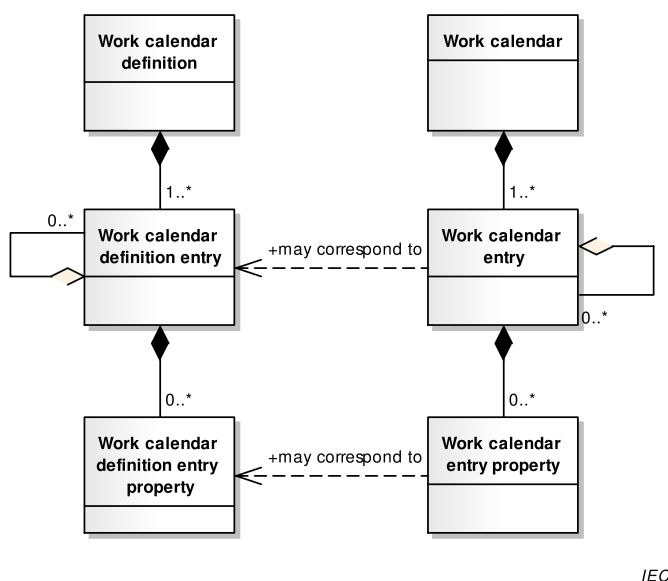 Work calendar
definition
Work calendar
1..*
1..*
0..*
Work calendar
definition entry
+may correspond to
Work calendar
entry
0..*
0..*
0..*
Work calendar
definition entry
property
+may correspond to
Work calendar
entry property
IEC